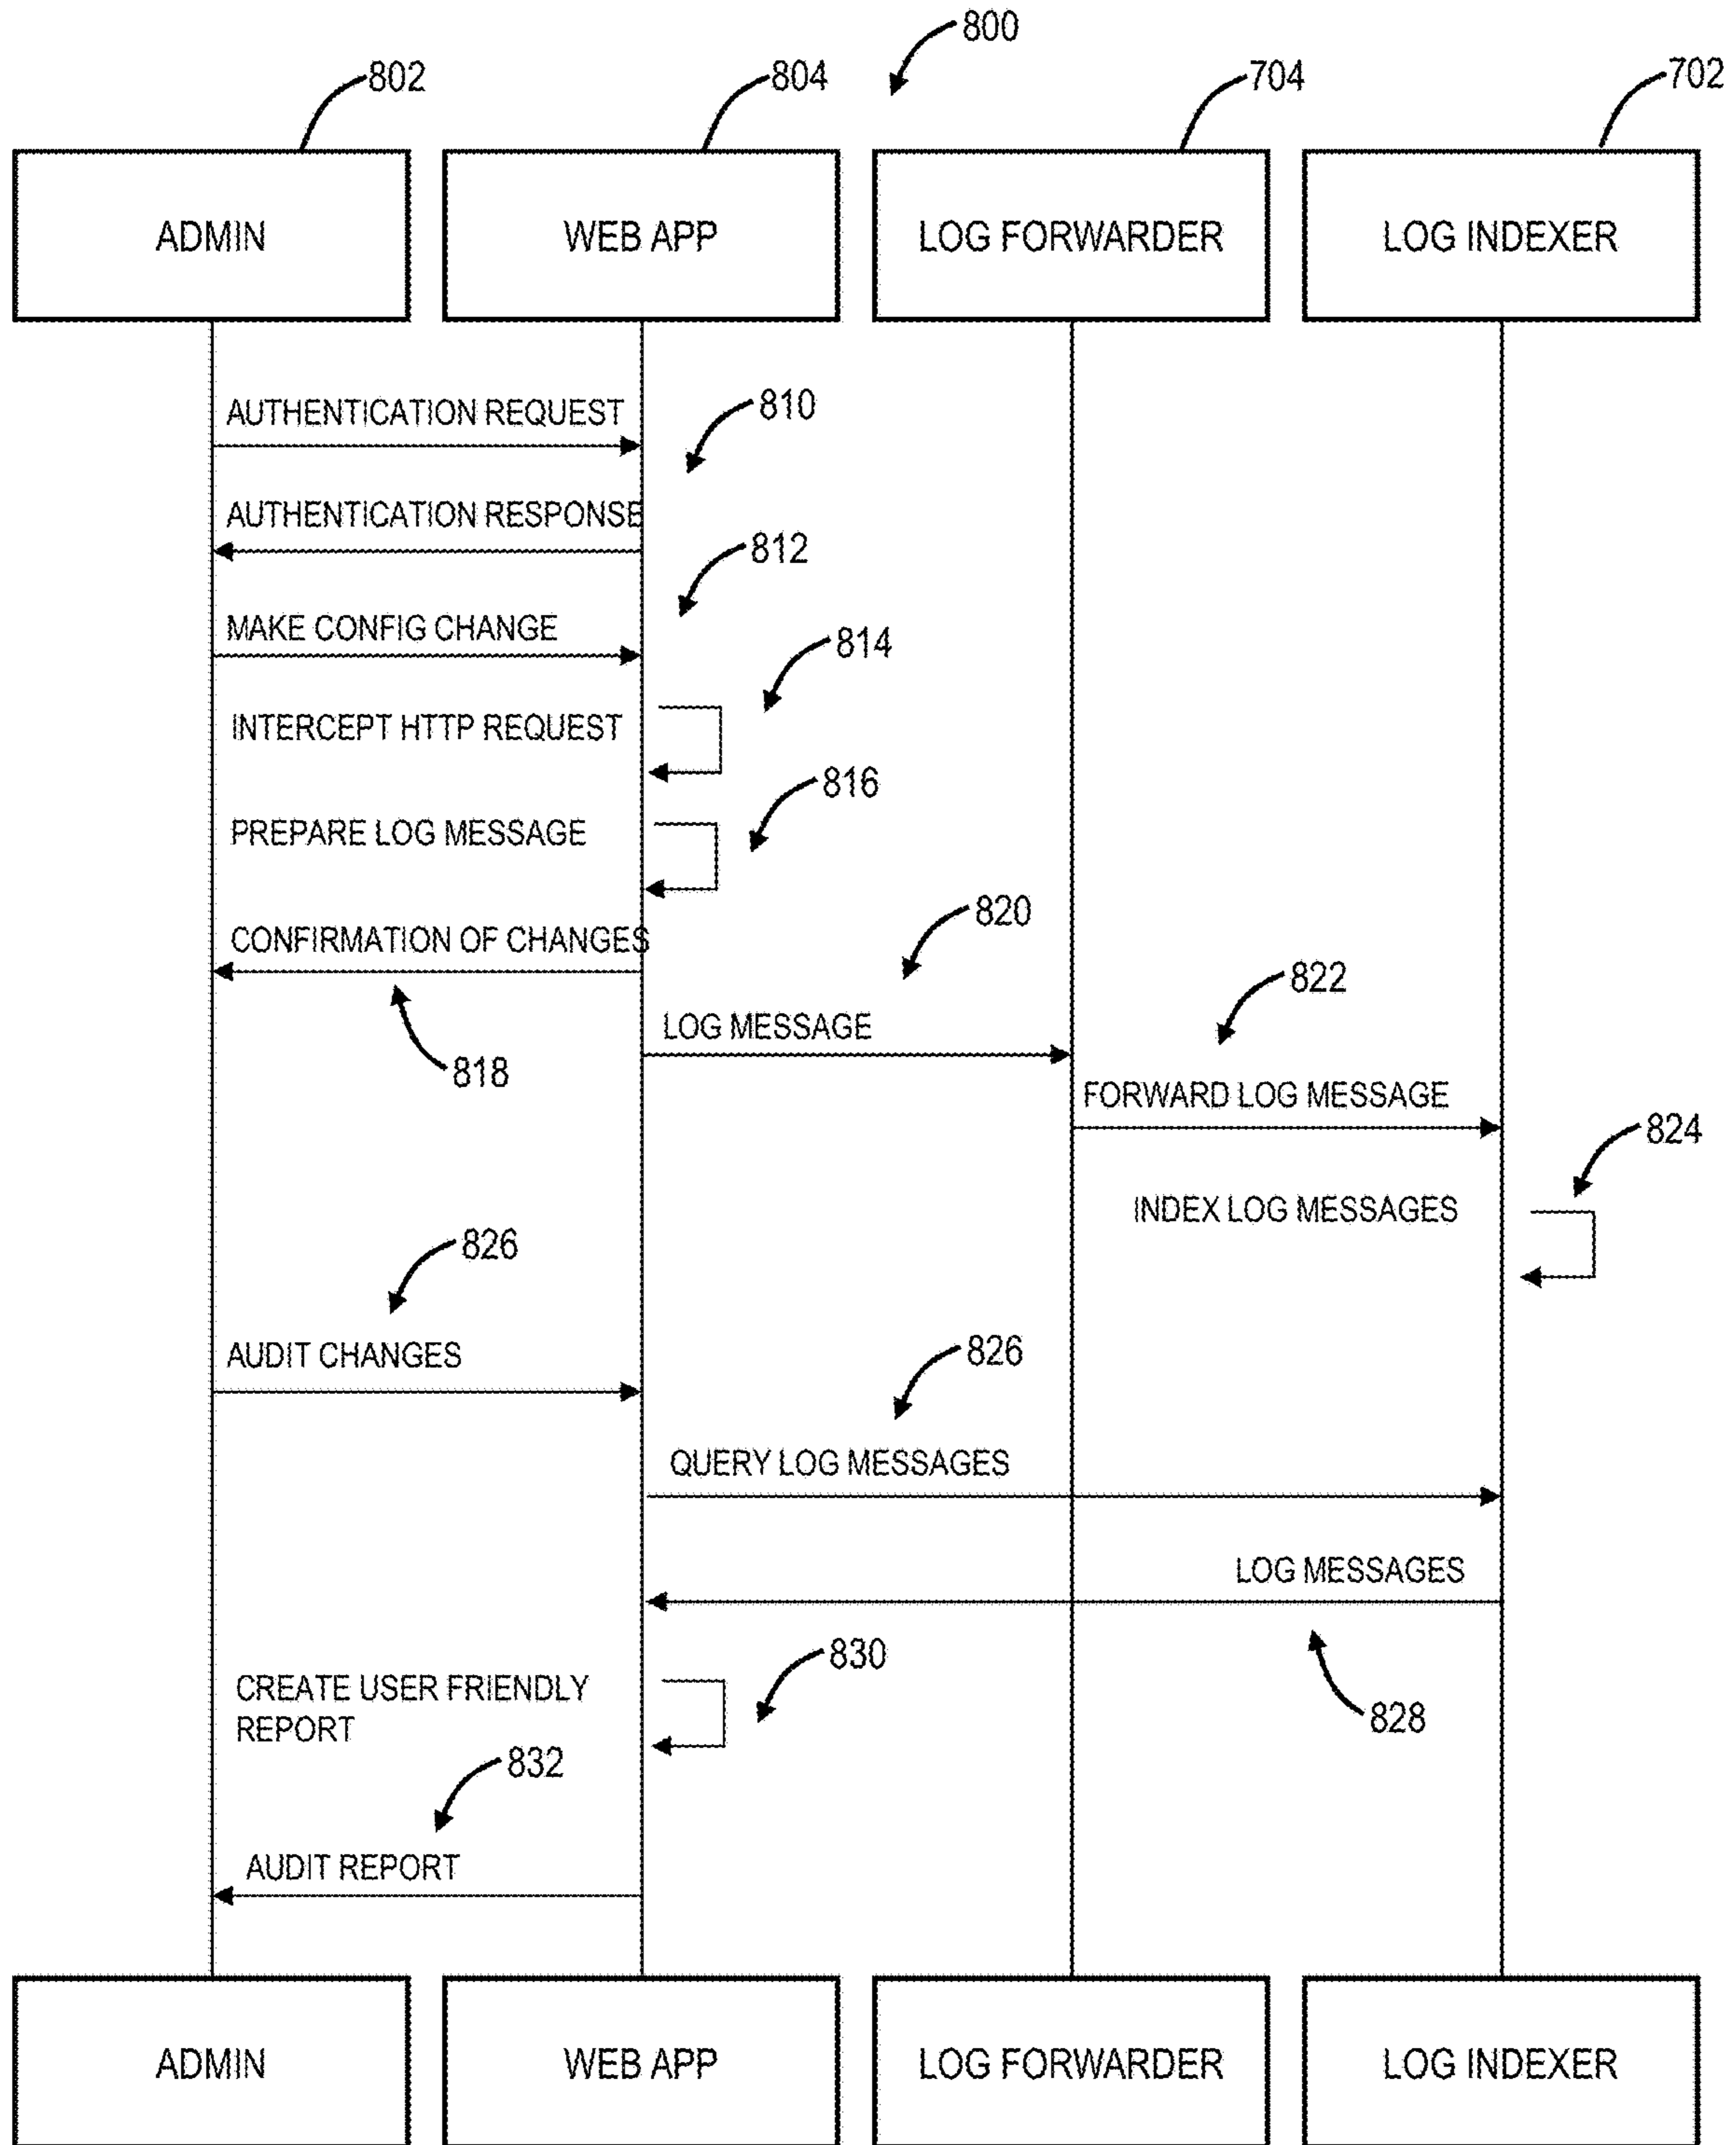 800
802
804
704
702
ADMIN
WEB APP
LOG FORWARDER
LOG INDEXER
AUTHENTICATION REQUEST
810
AUTHENTICATION RESPONSE
812
MAKE CONFIG CHANGE
814
INTERCEPT HTTP REQUEST
816
PREPARE LOG MESSAGE
820
CONFIRMATION OF CHANGES
822
LOG MESSAGE
818
FORWARD LOG MESSAGE
824
INDEX LOG MESSAGES
826
AUDIT CHANGES
826
QUERY LOG MESSAGES
LOG MESSAGES
830
CREATE USER FRIENDLY
REPORT
828
832
AUDIT REPORT
ADMIN
WEB APP
LOG FORWARDER
LOG INDEXER